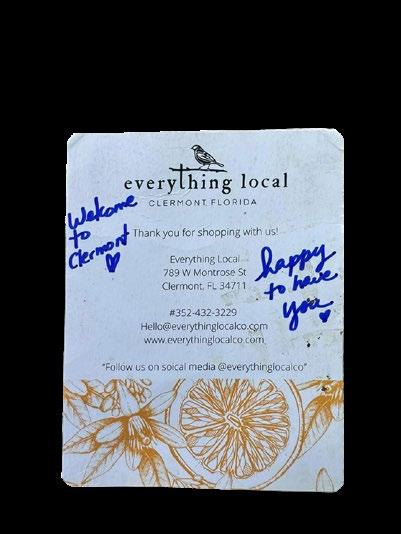 everything local
CLERMONT, FLORIDA
Welcome
to
Clermont
Thank you for shopping with us!
Everything Local
789 W Montrose St
Clermont, FL 34711
happy
to have
you
#352-432-3229
Hello@everythinglocalco.com
www.everythinglocalco.com
"Follow us on soical media @everythinglocalco"